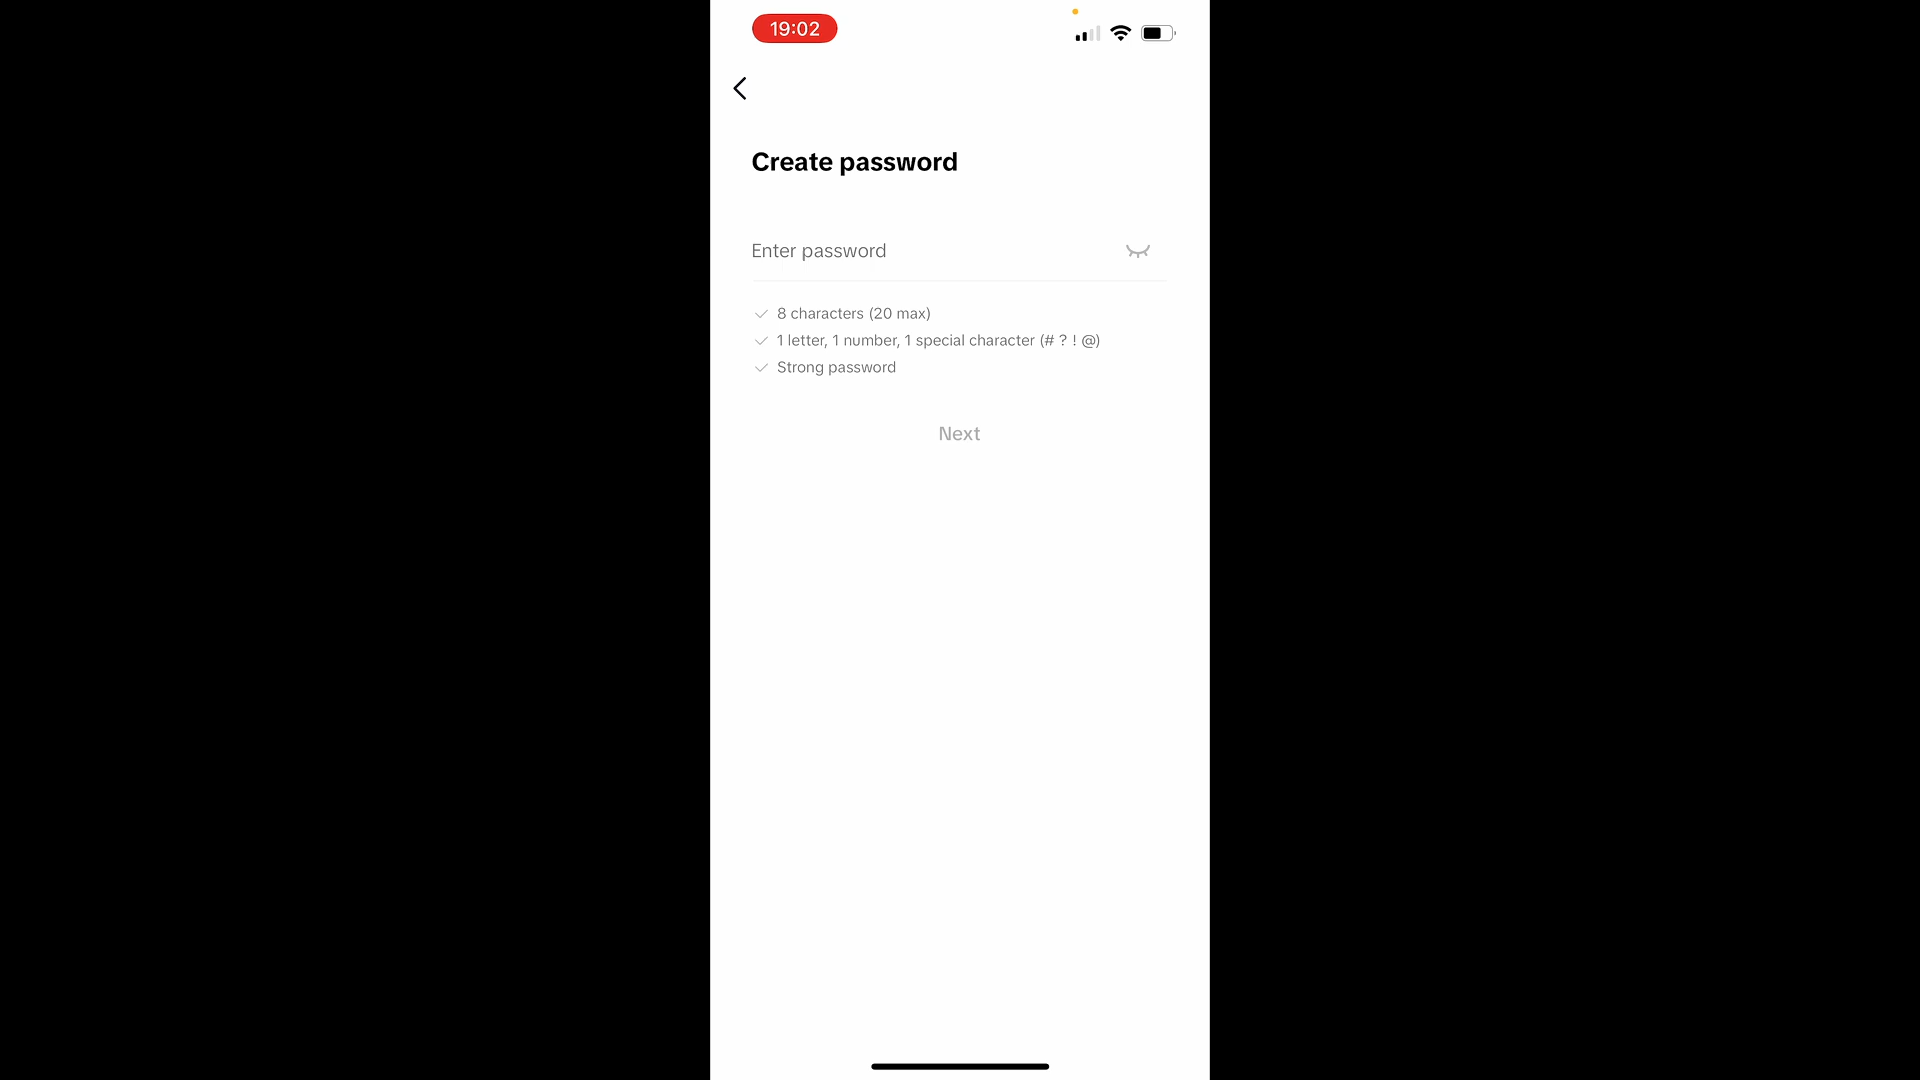 19:02
Create password
Enter password
8 characters (20 max)
1 letter, 1 number, 1 special character (# ? ! @)
Strong password
Next